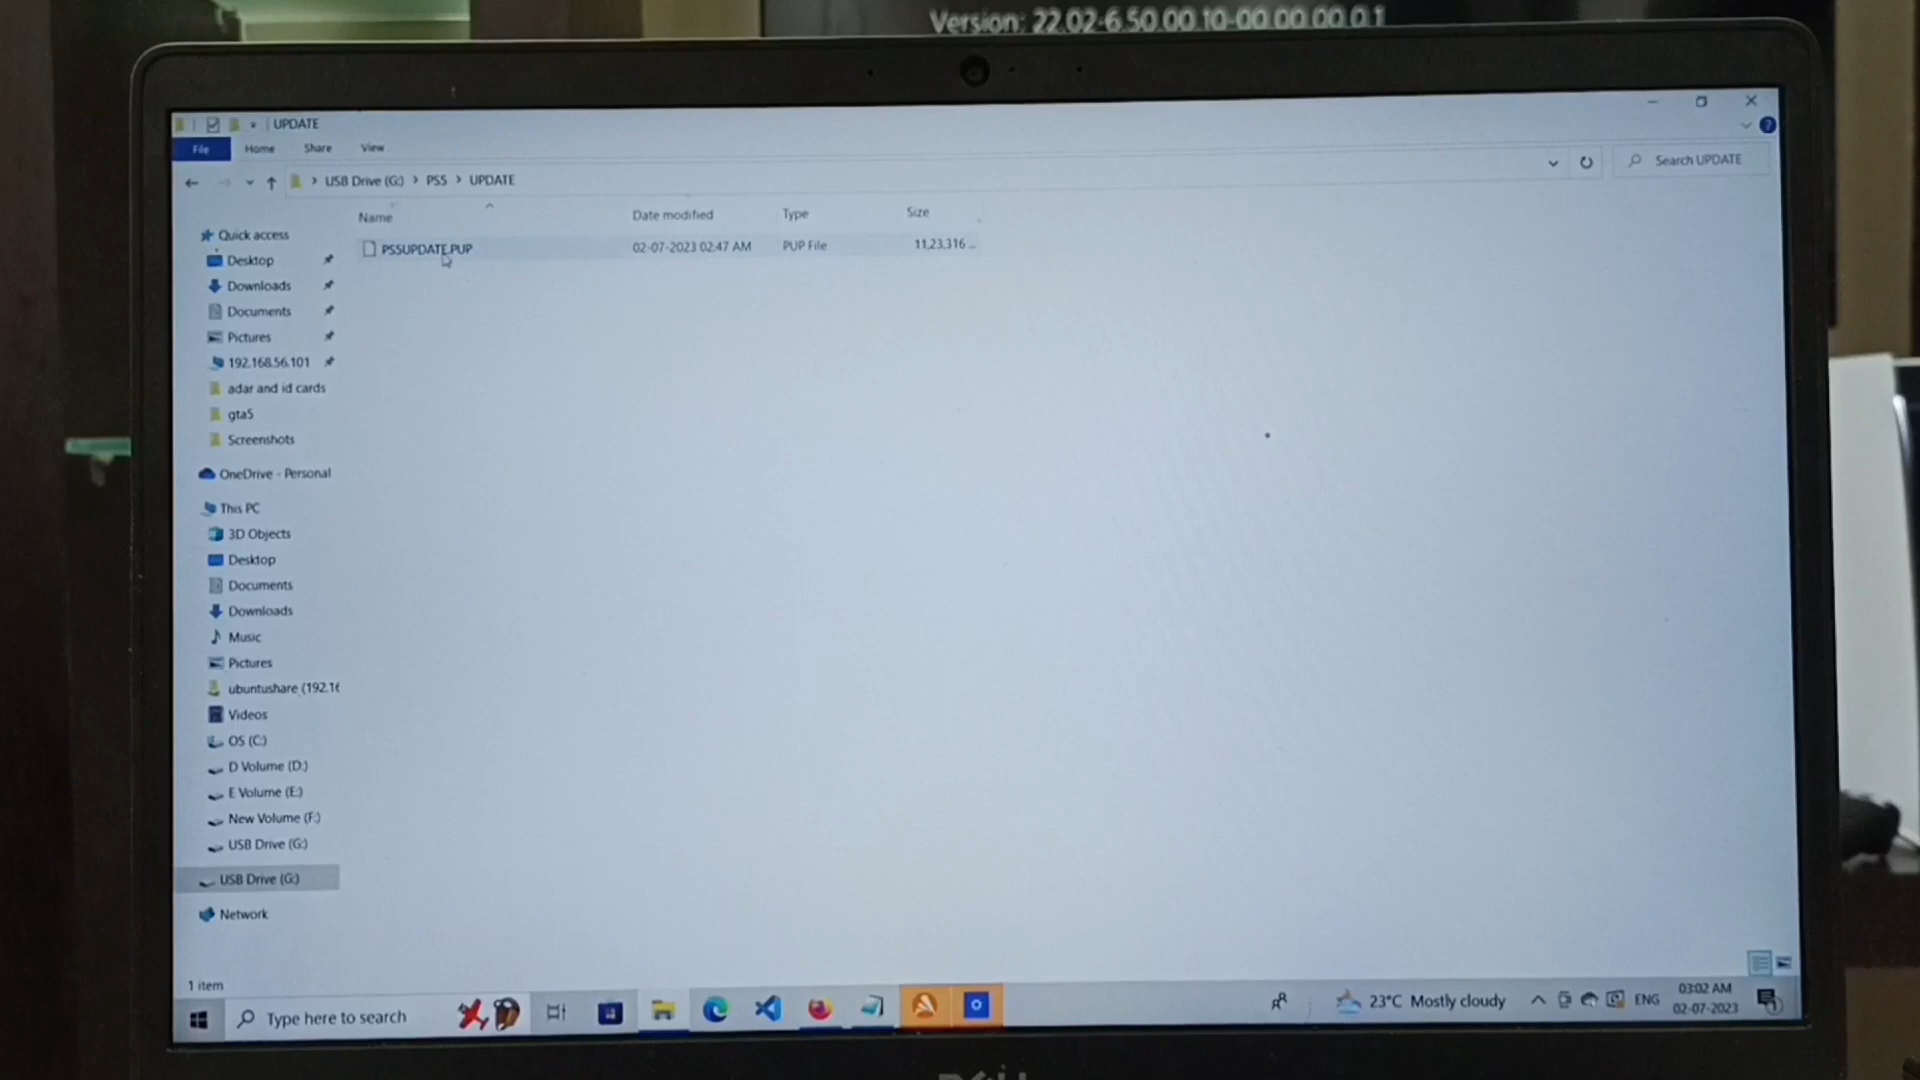 Version: 22.02-6.50.00.10-00.00.00.0.1
UPDATE
File Home Share View
USB Drive (G:) > PS5 > UPDATE
Search UPDATE
Name Date modified Type Size
PS5UPDATE.PUP 02-07-2023 02:47 AM PUP File 11,23,316 ...
Quick access
Desktop
Downloads
Documents
Pictures
192.168.56.101
adar and id cards
gta5
Screenshots
OneDrive - Personal
This PC
3D Objects
Desktop
Documents
Downloads
Music
Pictures
ubuntushare (192.16
Videos
OS (C:)
D Volume (D:)
E Volume (E:)
New Volume (F:)
USB Drive (G:)
USB Drive (G:)
Network
1 item
Type here to search
23°C Mostly cloudy
ENG
03:02 AM
02-07-2023